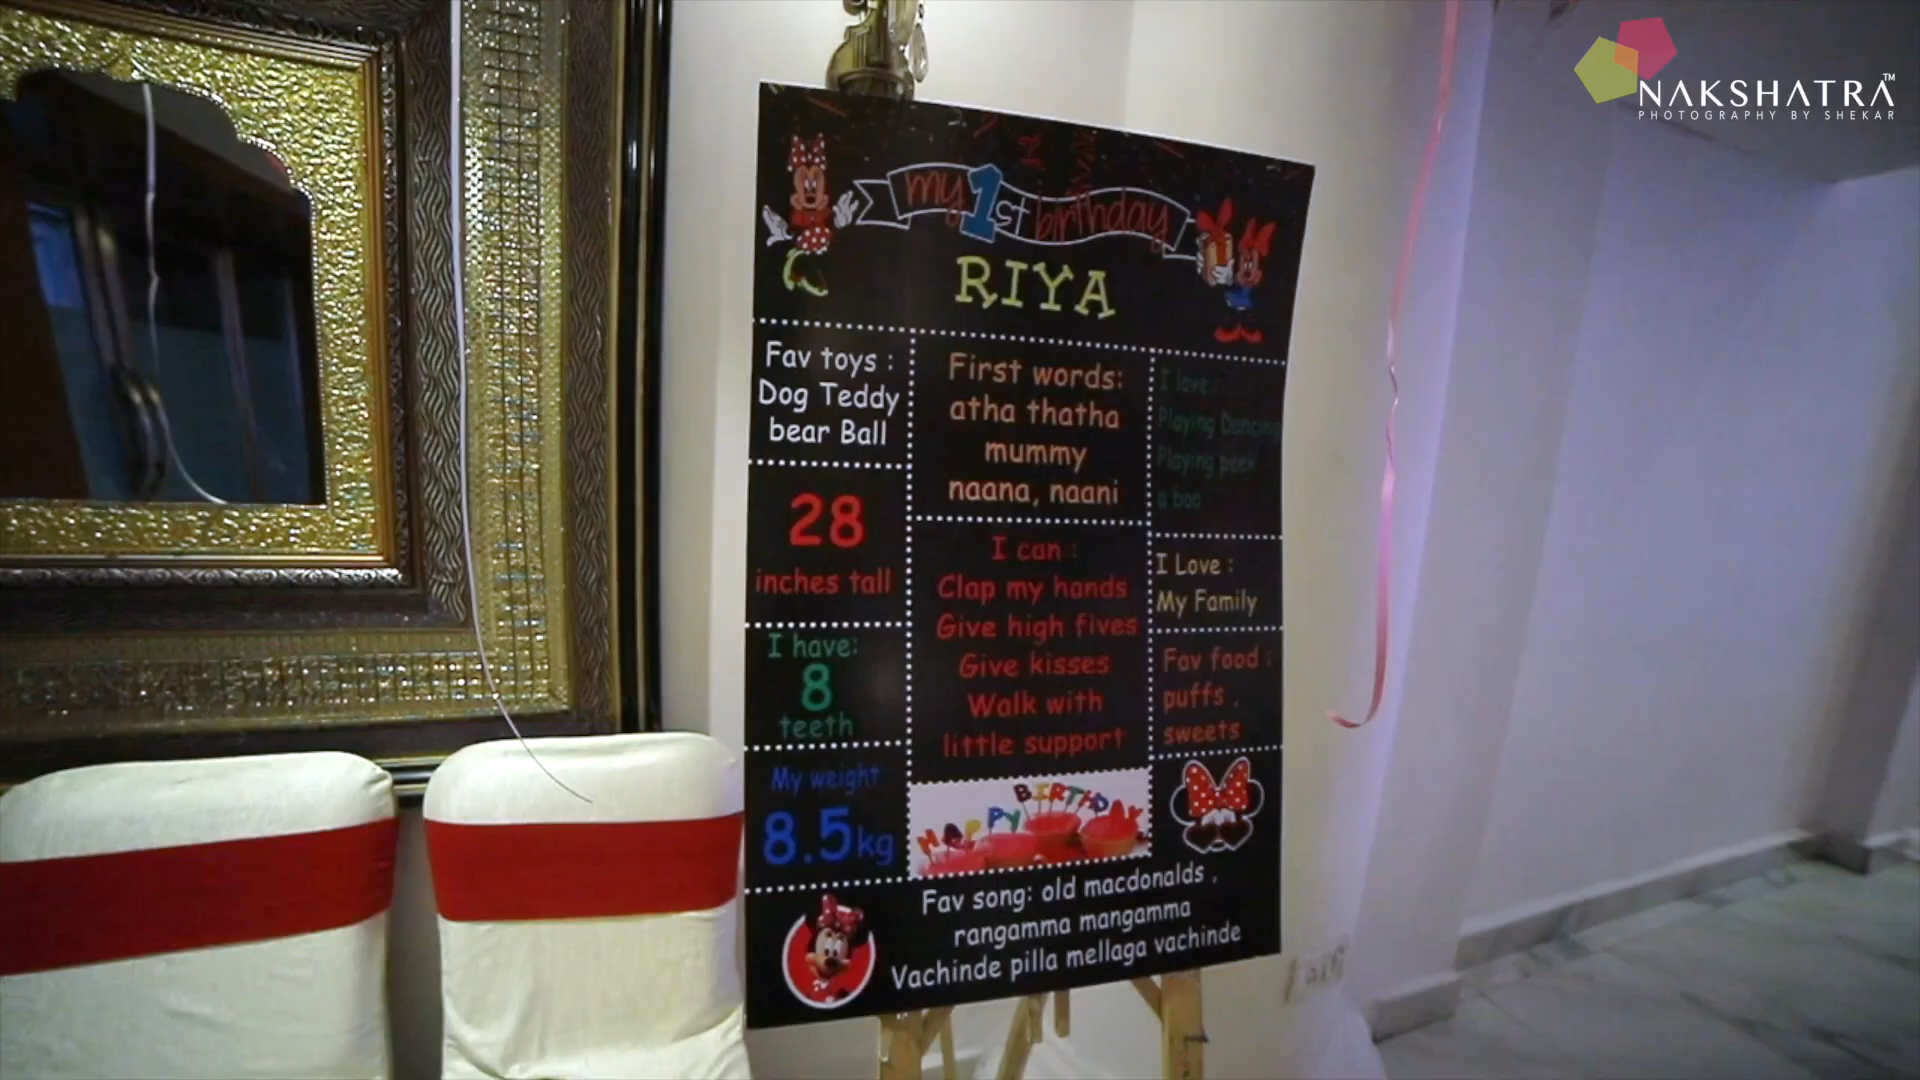 NAKSHATRA™
PHOTOGRAPHY BY SHEKAR
my 1st birthday
RIYA
Fav toys :
Dog Teddy
bear Ball
28
inches tall
I have:
8
teeth
My weight
8.5kg
First words:
atha thatha
mummy
naana, naani
I can :
Clap my hands
Give high fives
Give kisses
Walk with
little support
HAPPY BIRTHDAY
I love :
Playing Dancing
Playing peek
a boo
I Love :
My Family
Fav food :
puffs ,
sweets
Fav song: old macdonalds ,
rangamma mangamma
Vachinde pilla mellaga vachinde